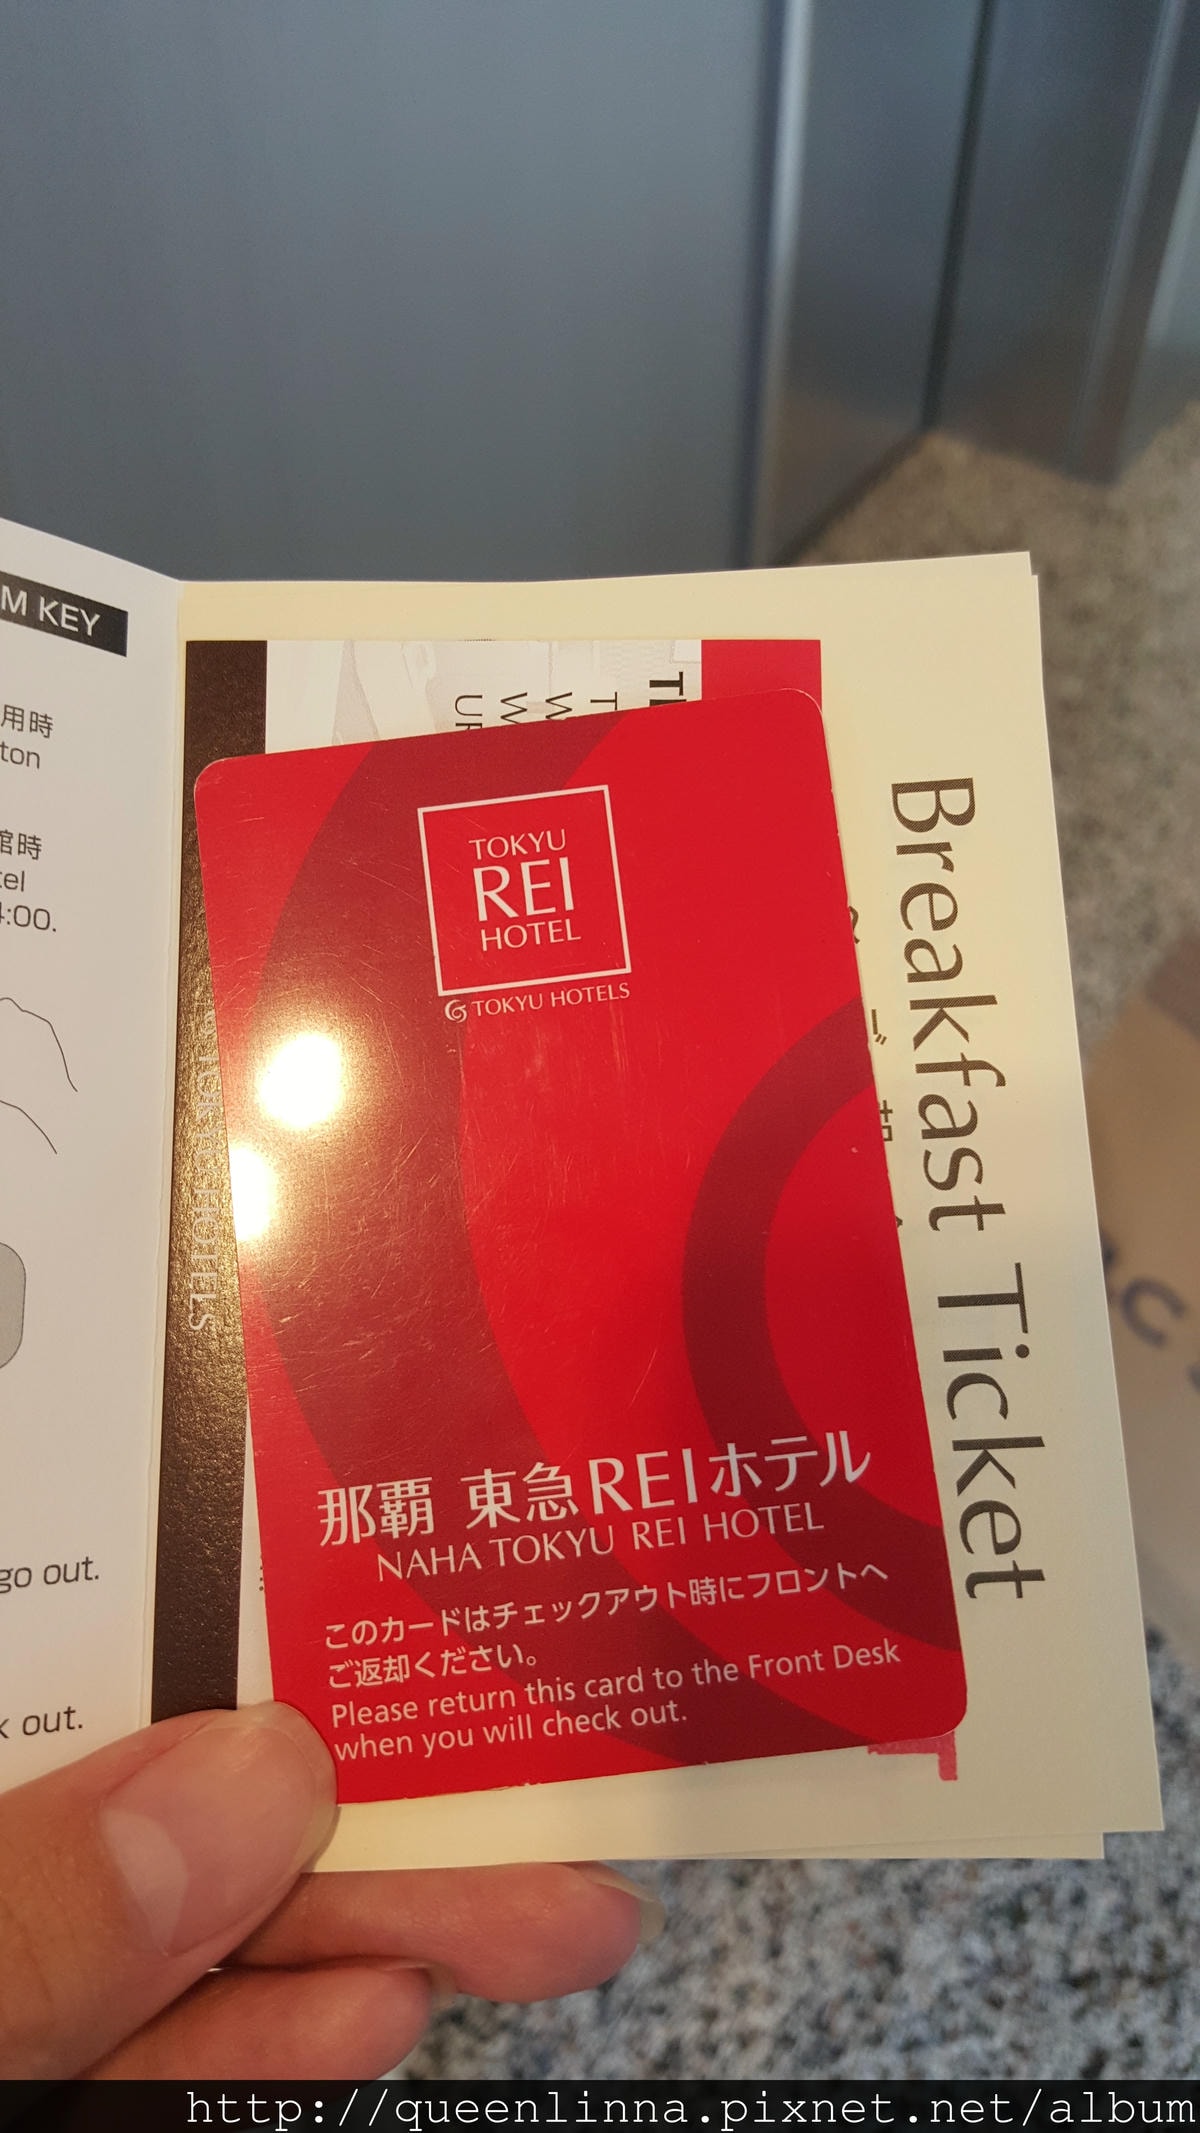 M KEY
用時
ton
館時
tel
4:00.
go out.
k out.
TOKYU HOTELS
TOKYU
REI
HOTEL
TOKYU HOTELS
那覇 東急REIホテル
NAHA TOKYU REI HOTEL
このカードはチェックアウト時にフロントへ
ご返却ください。
Please return this card to the Front Desk
when you will check out.
Breakfast Ticket
http://queenlinna.pixnet.net/album